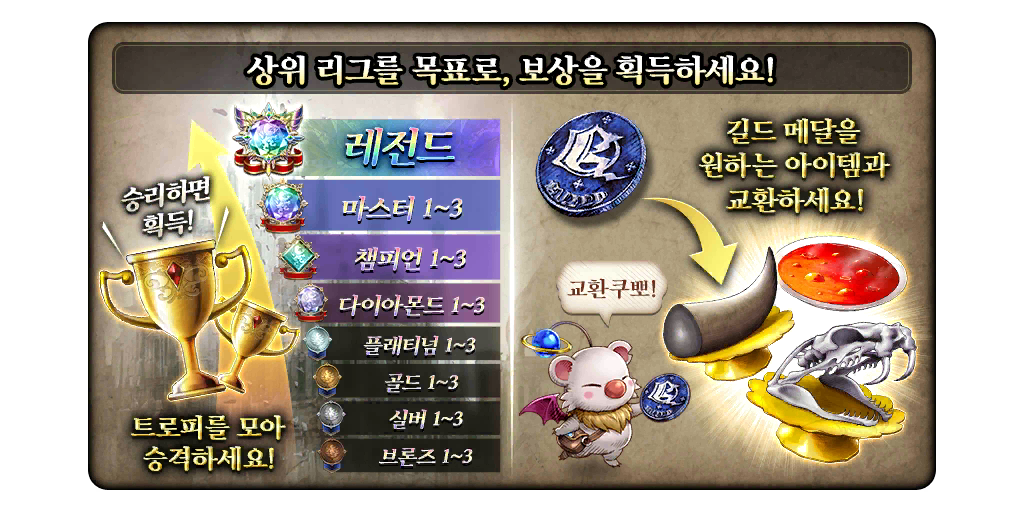 상위 리그를 목표로, 보상을 획득하세요!
승리하면
획득!
트로피를 모아
승격하세요!
레전드
마스터 1~3
챔피언 1~3
다이아몬드 1~3
플래티넘 1~3
골드 1~3
실버 1~3
브론즈 1~3
길드 메달을
원하는 아이템과
교환하세요!
교환쿠뽀!